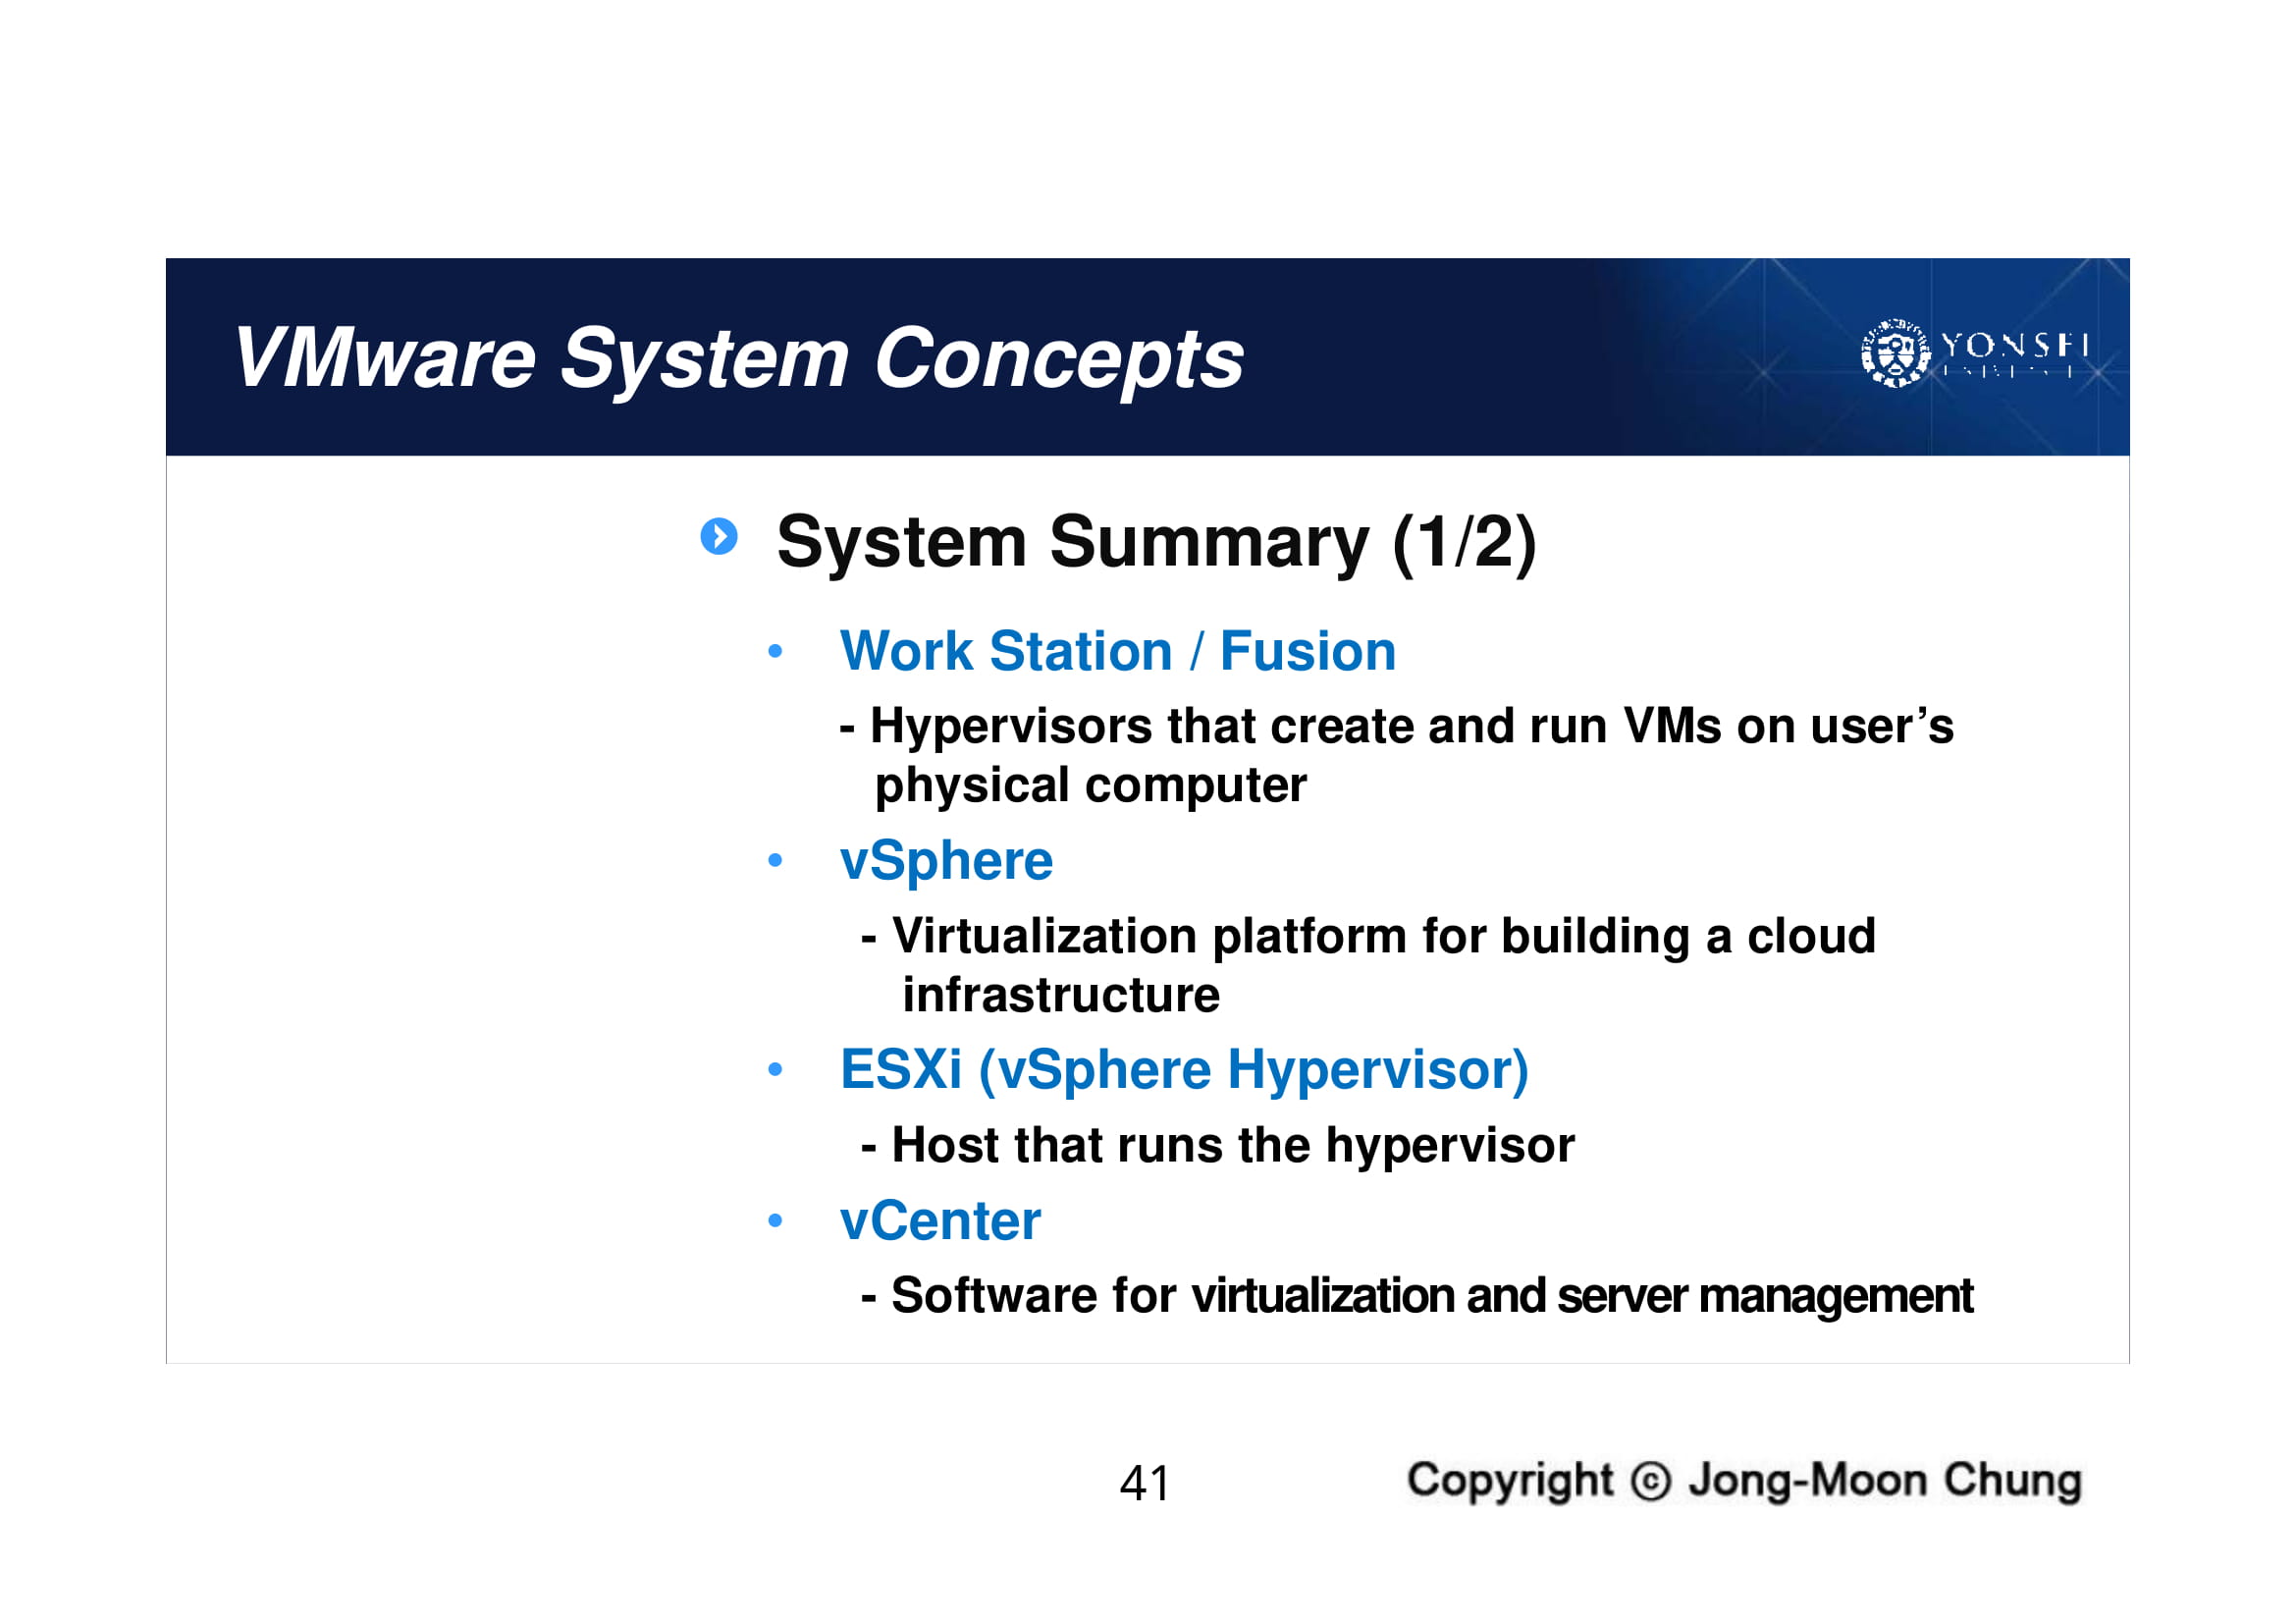 VMware System Concepts
YONSEI
System Summary (1/2)
• Work Station / Fusion
- Hypervisors that create and run VMs on user’s
physical computer
• vSphere
- Virtualization platform for building a cloud
infrastructure
• ESXi (vSphere Hypervisor)
- Host that runs the hypervisor
• vCenter
- Software for virtualization and server management
41
Copyright © Jong-Moon Chung